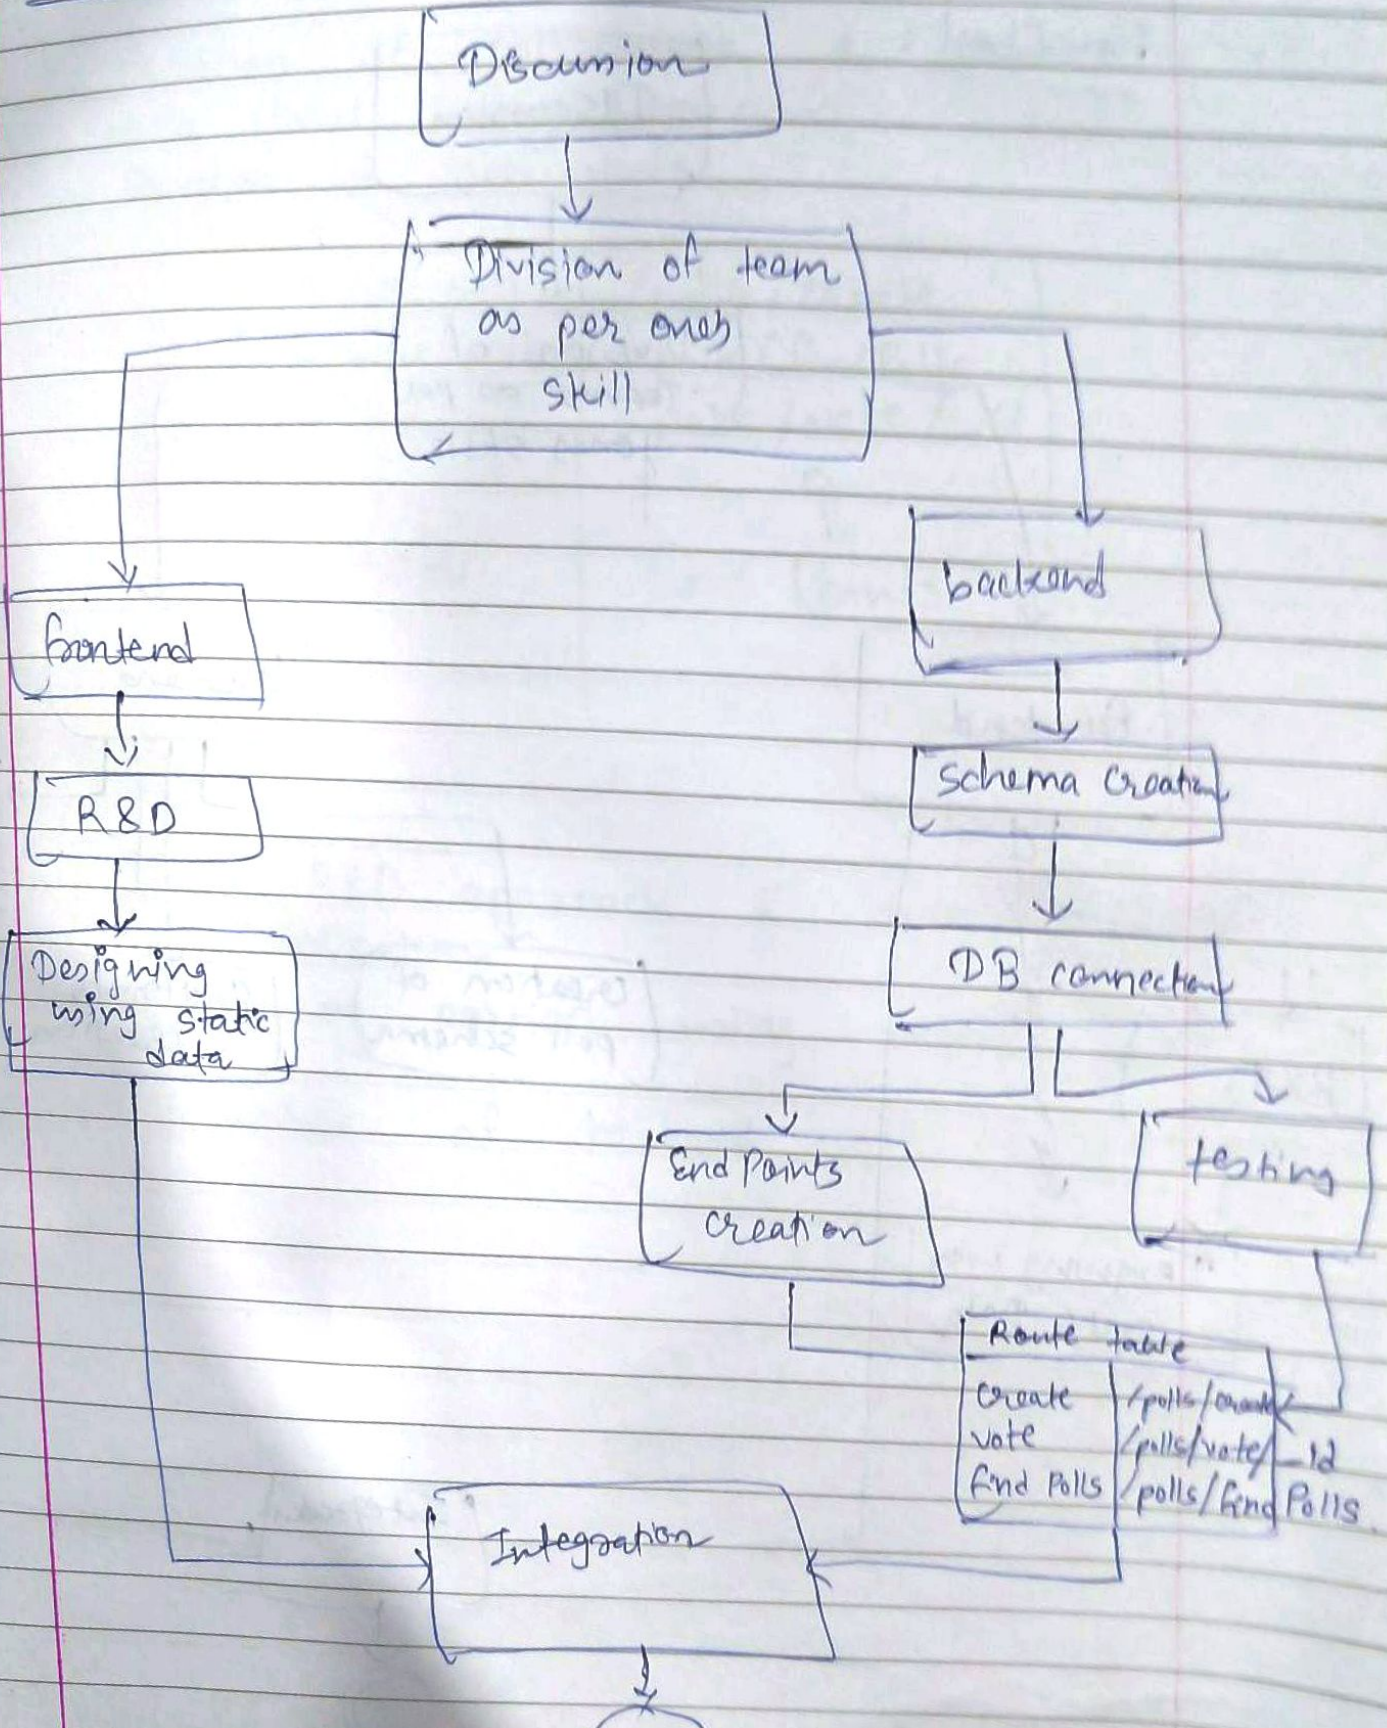 Discussion
Division of team
as per ones
skill
frontend
backend
R&D
Schema Creation
Designing
using static
data
DB connection
End Points
creation
testing
Route table
create /polls/create
vote /polls/vote/_id
find Polls /polls/find Polls
Integration